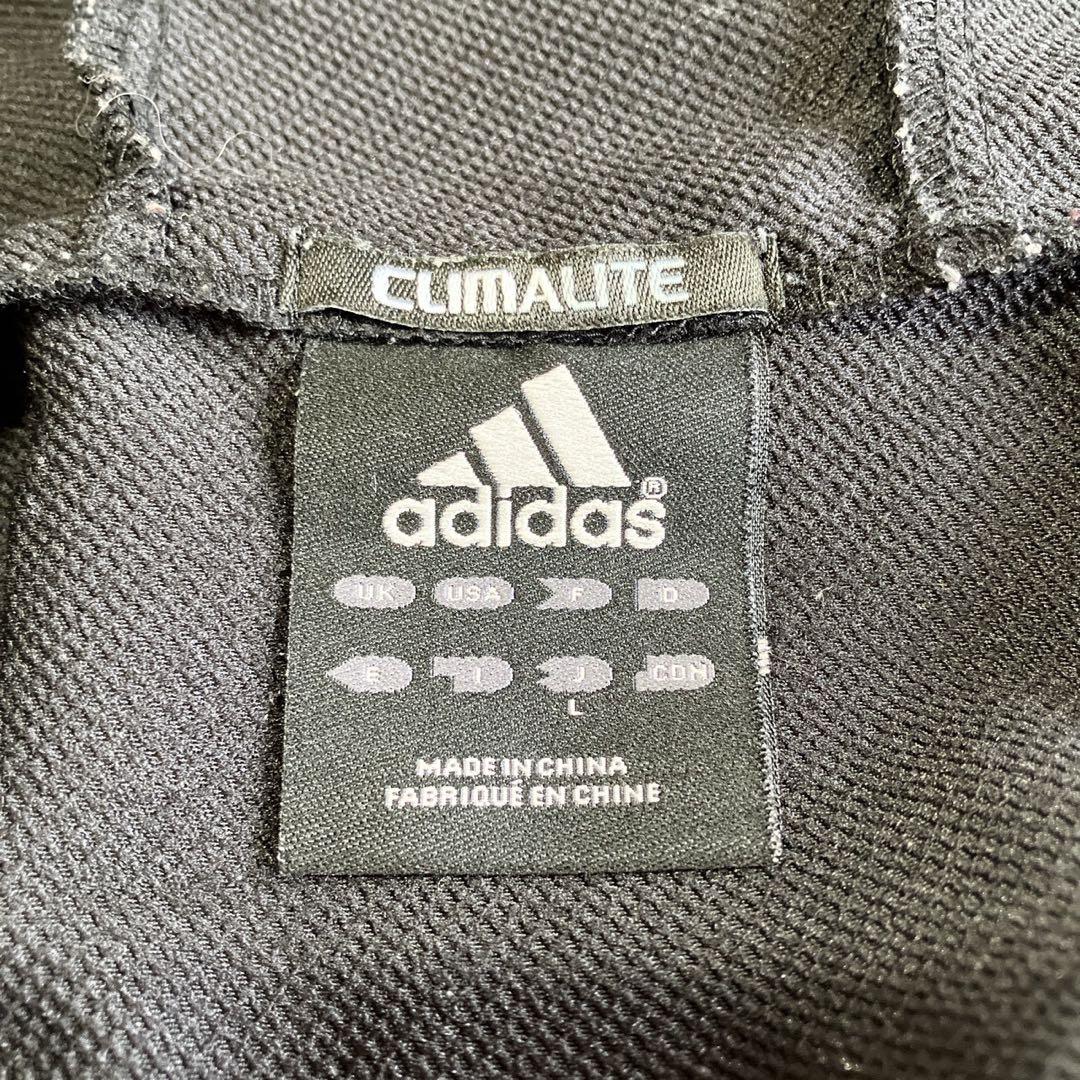 CLIMALITE
adidas®
UK USA F D
E I J CDN
L
MADE IN CHINA
FABRIQUÉ EN CHINE